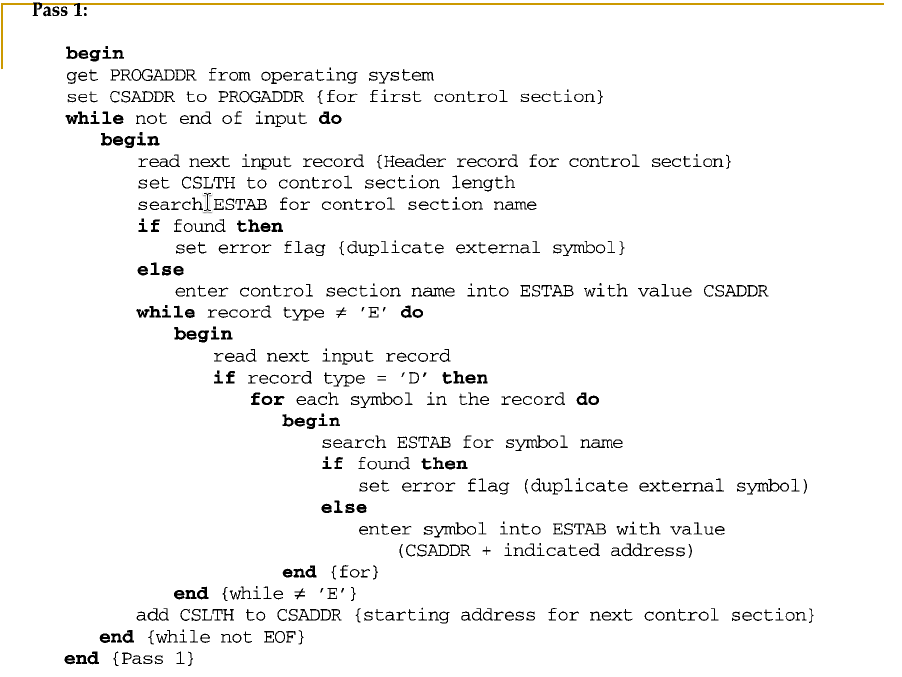 Pass 1:
begin
get PROGADDR from operating system
set CSADDR to PROGADDR {for first control section}
while not end of input do
begin
read next input record {Header record for control section}
set CSLTH to control section length
search ESTAB for control section name
if found then
set error flag {duplicate external symbol}
else
enter control section name into ESTAB with value CSADDR
while record type ≠ 'E' do
begin
read next input record
if record type = 'D' then
for each symbol in the record do
begin
search ESTAB for symbol name
if found then
set error flag (duplicate external symbol)
else
enter symbol into ESTAB with value
(CSADDR + indicated address)
end {for}
end {while ≠ 'E'}
add CSLTH to CSADDR {starting address for next control section}
end {while not EOF}
end {Pass 1}